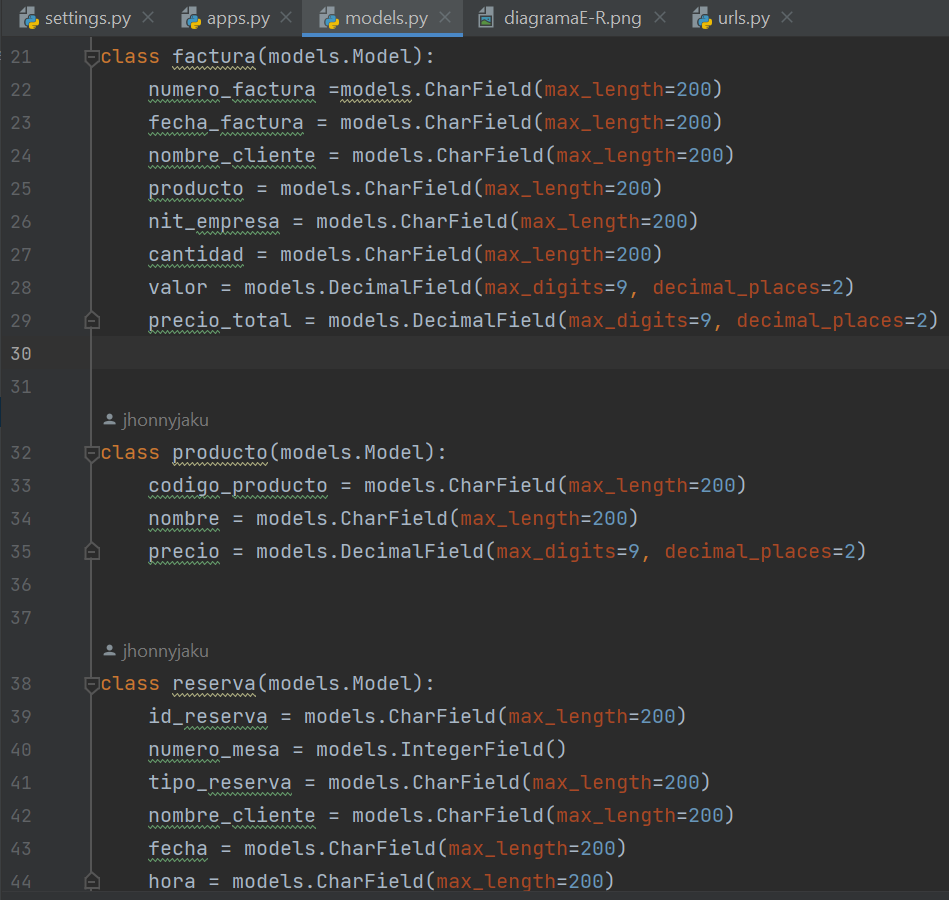 settings.py apps.py models.py diagramaE-R.png urls.py
21 class factura(models.Model):
22 numero_factura =models.CharField(max_length=200)
23 fecha_factura = models.CharField(max_length=200)
24 nombre_cliente = models.CharField(max_length=200)
25 producto = models.CharField(max_length=200)
26 nit_empresa = models.CharField(max_length=200)
27 cantidad = models.CharField(max_length=200)
28 valor = models.DecimalField(max_digits=9, decimal_places=2)
29 precio_total = models.DecimalField(max_digits=9, decimal_places=2)
30
31
jhonnyjaku
32 class producto(models.Model):
33 codigo_producto = models.CharField(max_length=200)
34 nombre = models.CharField(max_length=200)
35 precio = models.DecimalField(max_digits=9, decimal_places=2)
36
37
jhonnyjaku
38 class reserva(models.Model):
39 id_reserva = models.CharField(max_length=200)
40 numero_mesa = models.IntegerField()
41 tipo_reserva = models.CharField(max_length=200)
42 nombre_cliente = models.CharField(max_length=200)
43 fecha = models.CharField(max_length=200)
44 hora = models.CharField(max_length=200)